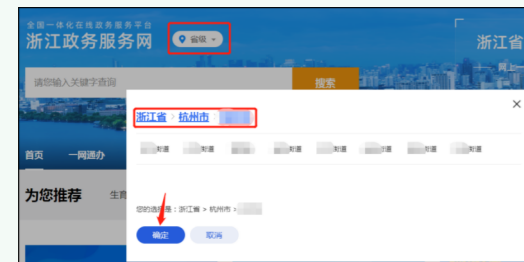 全国一体化在线政务服务平台
浙江政务服务网
省级
浙江省
请您输入关键字查询
搜索
浙江省 > 杭州市 >
街道 街道 街道 街道 街道 街道 街道
首页 一网通办
为您推荐
您的选择是：浙江省 > 杭州市 >
确定 取消